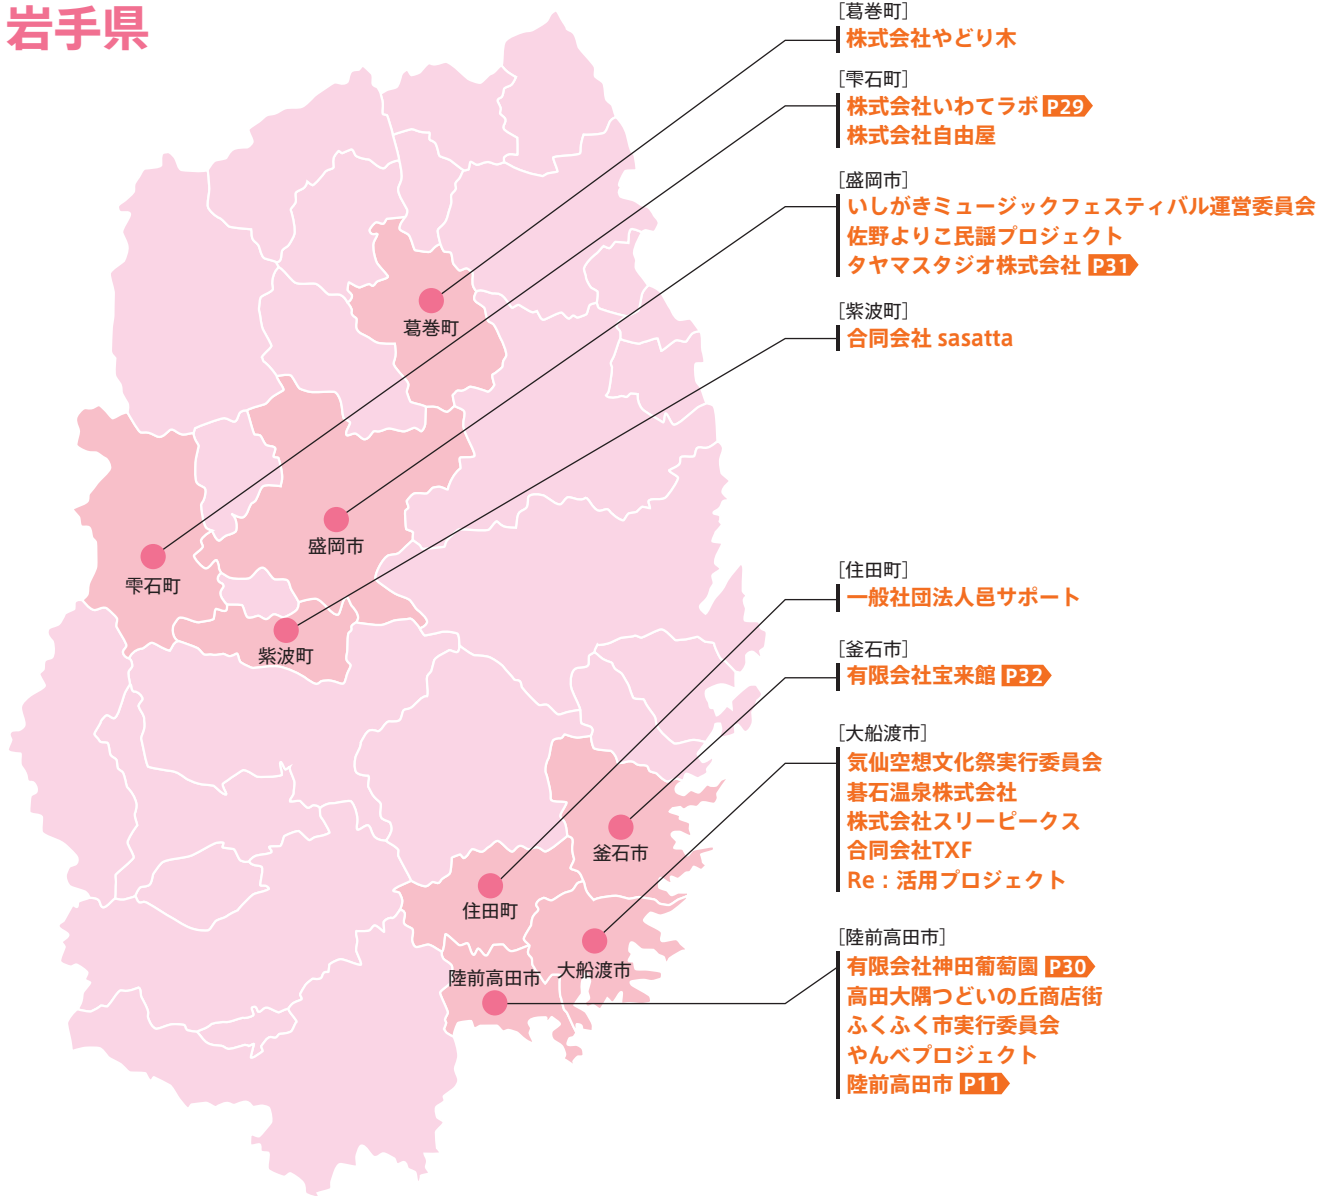 岩手県
[葛巻町]
株式会社やどり木
[雫石町]
株式会社いわてラボ P29
株式会社自由屋
[盛岡市]
いしがきミュージックフェスティバル運営委員会
佐野よりこ民謡プロジェクト
タヤマスタジオ株式会社 P31
[紫波町]
合同会社 sasatta
[住田町]
一般社団法人邑サポート
[釜石市]
有限会社宝来館 P32
[大船渡市]
気仙空想文化祭実行委員会
碁石温泉株式会社
株式会社スリーピークス
合同会社TXF
Re：活用プロジェクト
[陸前高田市]
有限会社神田葡萄園 P30
高田大隅つどいの丘商店街
ふくふく市実行委員会
やんべプロジェクト
陸前高田市 P11
葛巻町
盛岡市
雫石町
紫波町
釜石市
住田町
大船渡市
陸前高田市